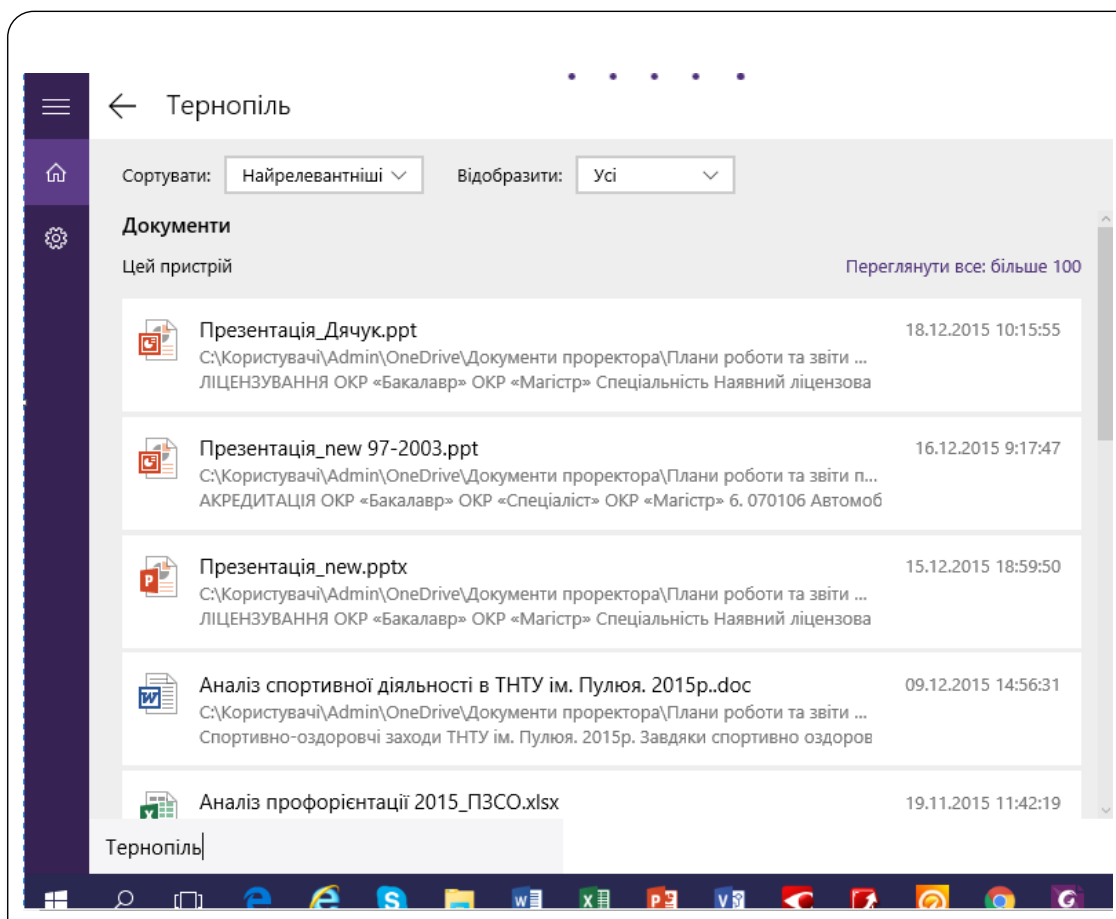 Тернопіль
Сортувати: Найрелевантніші Відобразити: Усі
Документи
Цей пристрій Переглянути все: більше 100
Презентація_Дячук.ppt 18.12.2015 10:15:55
C:\Користувачі\Admin\OneDrive\Документи проректора\Плани роботи та звіти ...
ЛІЦЕНЗУВАННЯ ОКР «Бакалавр» ОКР «Магістр» Спеціальність Наявний ліцензова
Презентація_new 97-2003.ppt 16.12.2015 9:17:47
C:\Користувачі\Admin\OneDrive\Документи проректора\Плани роботи та звіти п...
АКРЕДИТАЦІЯ ОКР «Бакалавр» ОКР «Спеціаліст» ОКР «Магістр» 6. 070106 Автомоб
Презентація_new.pptx 15.12.2015 18:59:50
C:\Користувачі\Admin\OneDrive\Документи проректора\Плани роботи та звіти ...
ЛІЦЕНЗУВАННЯ ОКР «Бакалавр» ОКР «Магістр» Спеціальність Наявний ліцензова
Аналіз спортивної діяльності в ТНТУ ім. Пулюя. 2015р..doc 09.12.2015 14:56:31
C:\Користувачі\Admin\OneDrive\Документи проректора\Плани роботи та звіти ...
Спортивно-оздоровчі заходи ТНТУ ім. Пулюя. 2015р. Завдяки спортивно оздоров
Аналіз профорієнтації 2015_ПЗСО.xlsx 19.11.2015 11:42:19
Тернопіль